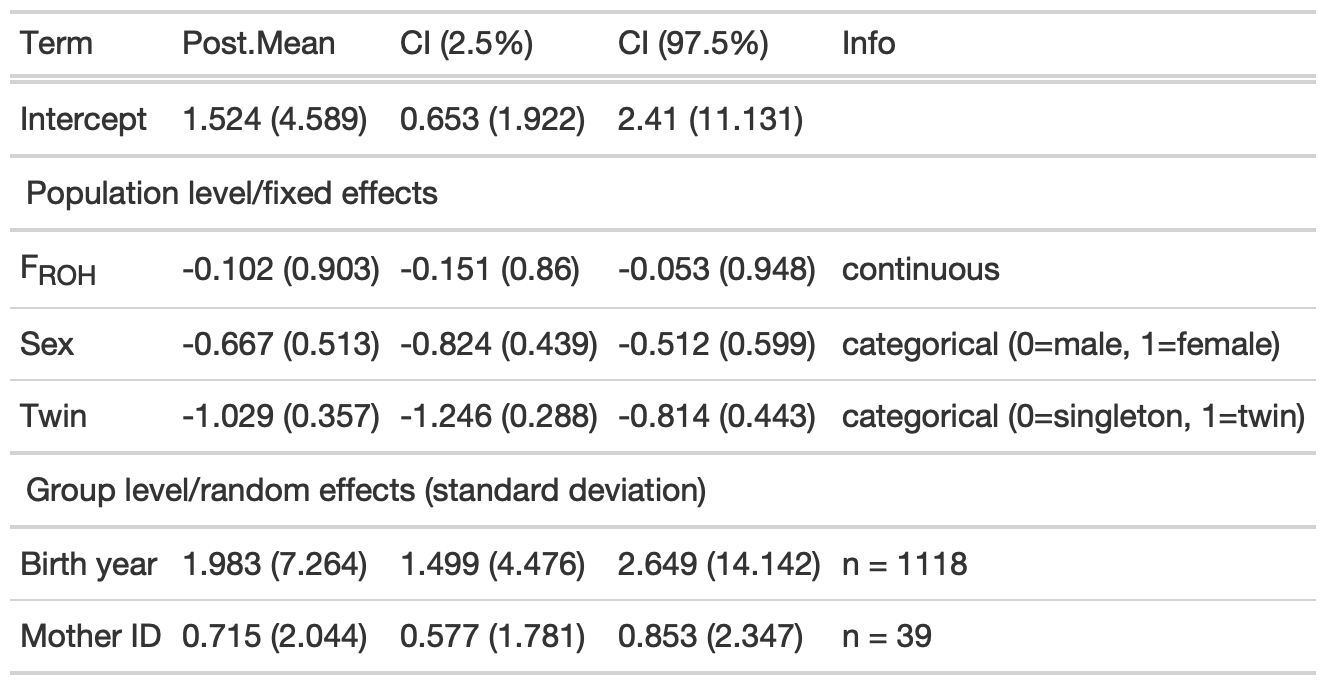 Term Post.Mean CI (2.5%) CI (97.5%) Info
Intercept 1.524 (4.589) 0.653 (1.922) 2.41 (11.131)
Population level/fixed effects
FROH -0.102 (0.903) -0.151 (0.86) -0.053 (0.948) continuous
Sex -0.667 (0.513) -0.824 (0.439) -0.512 (0.599) categorical (0=male, 1=female)
Twin -1.029 (0.357) -1.246 (0.288) -0.814 (0.443) categorical (0=singleton, 1=twin)
Group level/random effects (standard deviation)
Birth year 1.983 (7.264) 1.499 (4.476) 2.649 (14.142) n = 1118
Mother ID 0.715 (2.044) 0.577 (1.781) 0.853 (2.347) n = 39